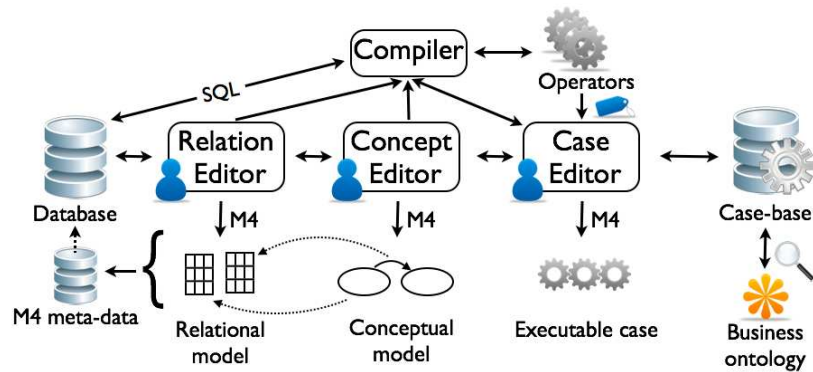 Compiler
Operators
SQL
Relation
Editor
Concept
Editor
Case
Editor
Database
Case-base
M4
M4
M4
M4 meta-data
Relational
model
Conceptual
model
Executable case
Business
ontology